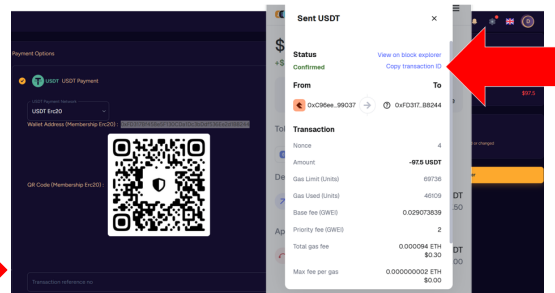 Payment Options
USDT USDT Payment
USDT Payment Network
USDT Erc20
Wallet Address (Membership Erc20) :
QR Code (Membership Erc20) :
Transaction reference no
Sent USDT
Status
View on block explorer
Confirmed
Copy transaction ID
From
To
0xC96ee..99037
0xFD317..B8244
Transaction
Nonce
4
Amount
-97.5 USDT
Gas Limit (Units)
69736
Gas Used (Units)
46109
Base fee (GWEI)
0.029073839
Priority fee (GWEI)
2
Total gas fee
0.000094 ETH
$0.30
Max fee per gas
0.000000002 ETH
$0.00
$97.5